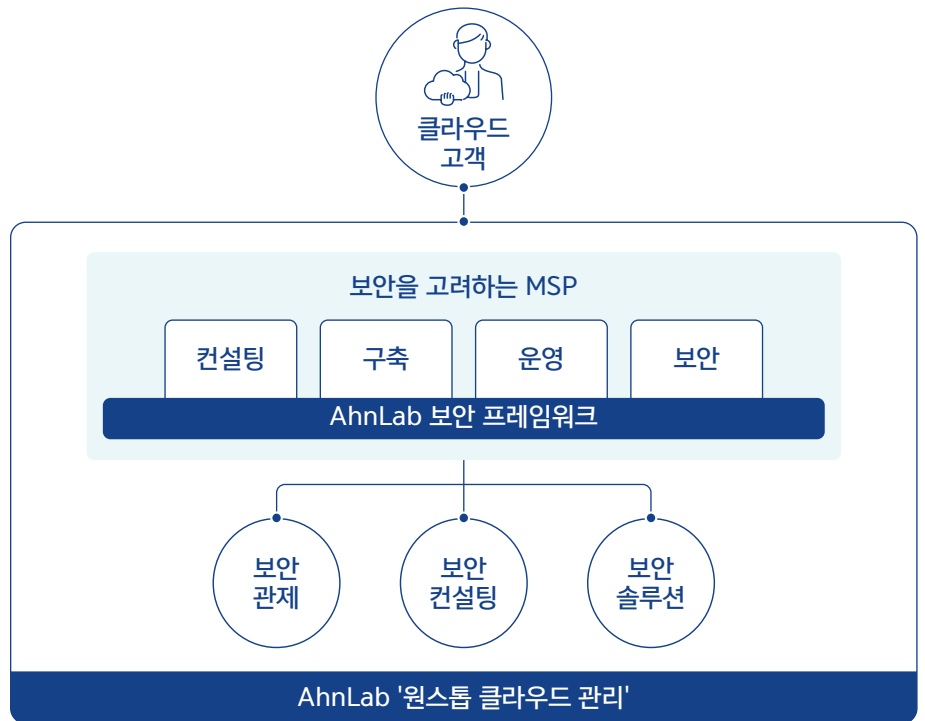 클라우드
고객
보안을 고려하는 MSP
컨설팅
구축
운영
보안
AhnLab 보안 프레임워크
보안
관제
보안
컨설팅
보안
솔루션
AhnLab '원스톱 클라우드 관리'